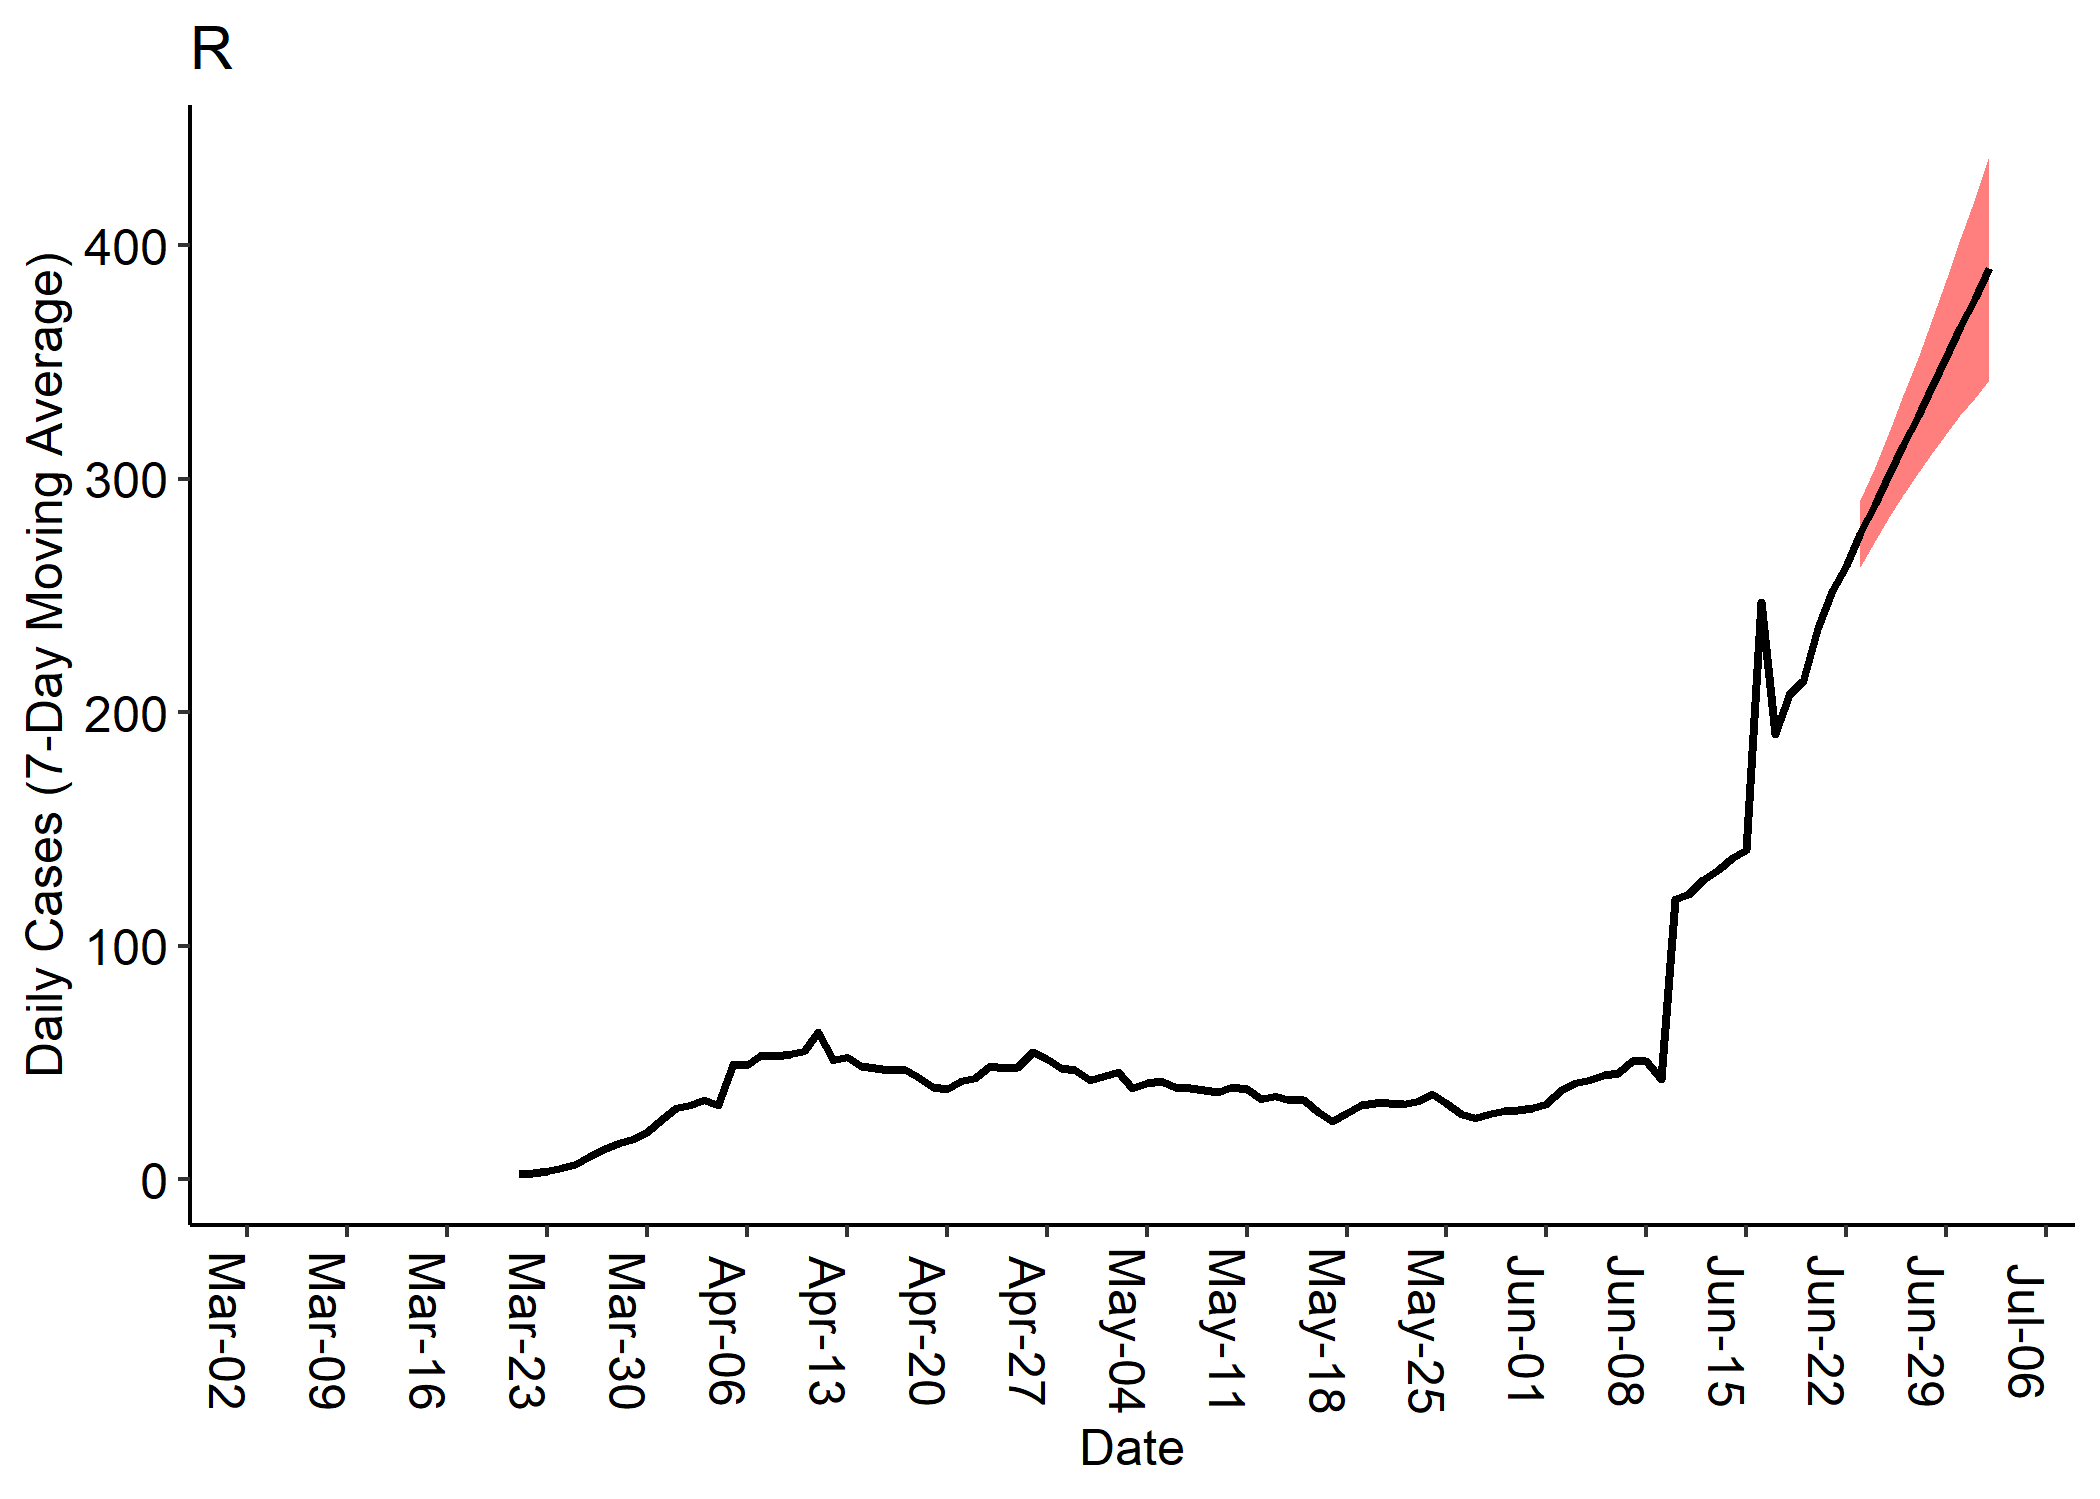 R
Daily Cases (7-Day Moving Average)
400
300
200
100
0
Mar-02
Mar-09
Mar-16
Mar-23
Mar-30
Apr-06
Apr-13
Apr-20
Apr-27
May-04
May-11
May-18
May-25
Jun-01
Jun-08
Jun-15
Jun-22
Jun-29
Jul-06
Date